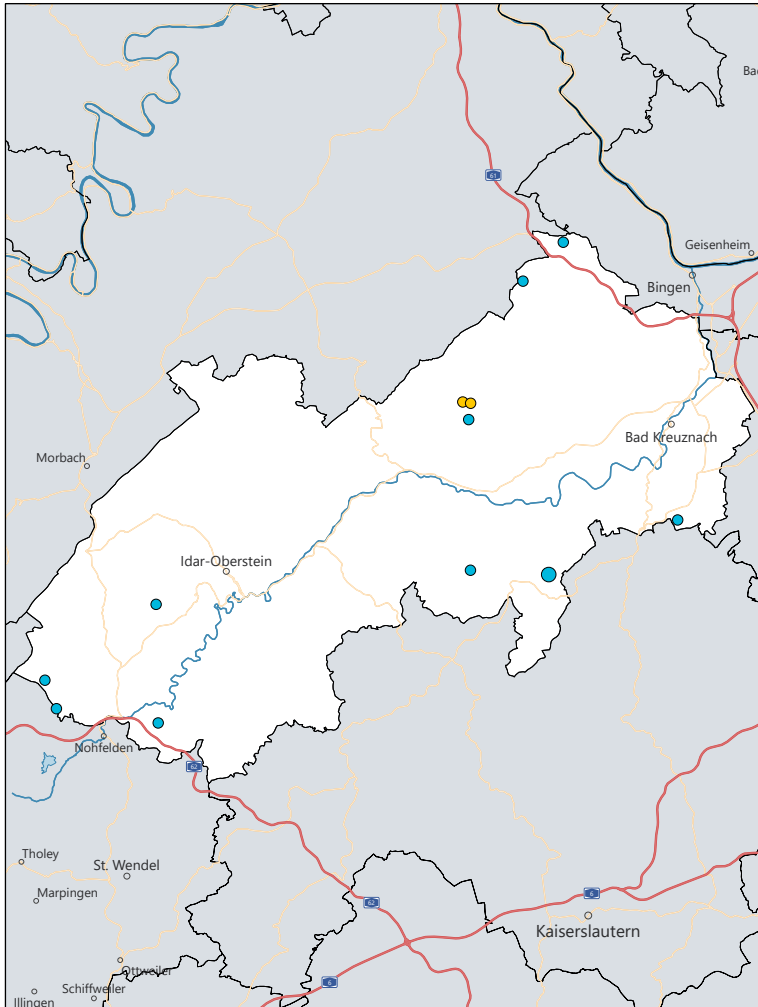 Ba
61
Geisenheim
Bingen
Bad Kreuznach
Morbach
Idar-Oberstein
Nohfelden
62
Tholey
St. Wendel
Marpingen
6
62
Kaiserslautern
Ottweiler
6
Schiffweiler
Illingen